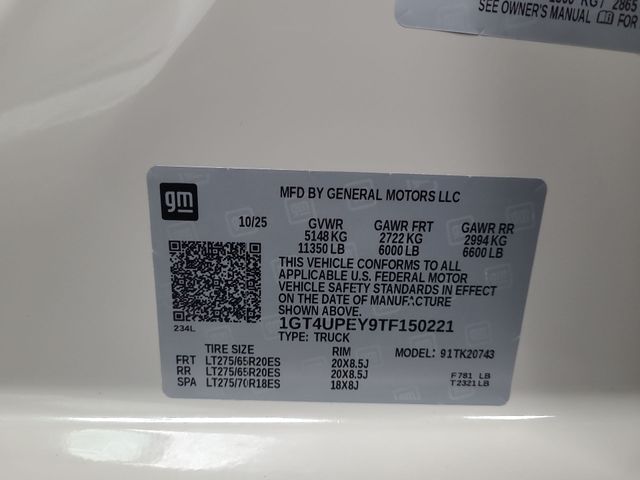 2865
SEE OWNER'S MANUAL FOR
gm
MFD BY GENERAL MOTORS LLC
10/25 GVWR GAWR FRT GAWR RR
5148 KG 2722 KG 2994 KG
11350 LB 6000 LB 6600 LB
THIS VEHICLE CONFORMS TO ALL
APPLICABLE U.S. FEDERAL MOTOR
VEHICLE SAFETY STANDARDS IN EFFECT
ON THE DATE OF MANUFACTURE
SHOWN ABOVE.
234L
1GT4UPEY9TF150221
TYPE: TRUCK
TIRE SIZE RIM MODEL: 91TK20743
FRT LT275/65R20ES 20X8.5J
RR LT275/65R20ES 20X8.5J
SPA LT275/70R18ES 18X8J
F781 LB
T2321LB